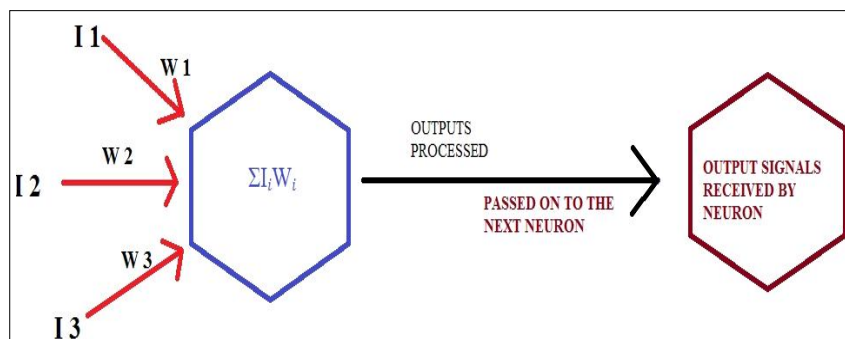 I 1
W 1
W 2
I 2
W 3
I 3
ΣIᵢWᵢ
OUTPUTS
PROCESSED
PASSED ON TO THE
NEXT NEURON
OUTPUT SIGNALS
RECEIVED BY
NEURON